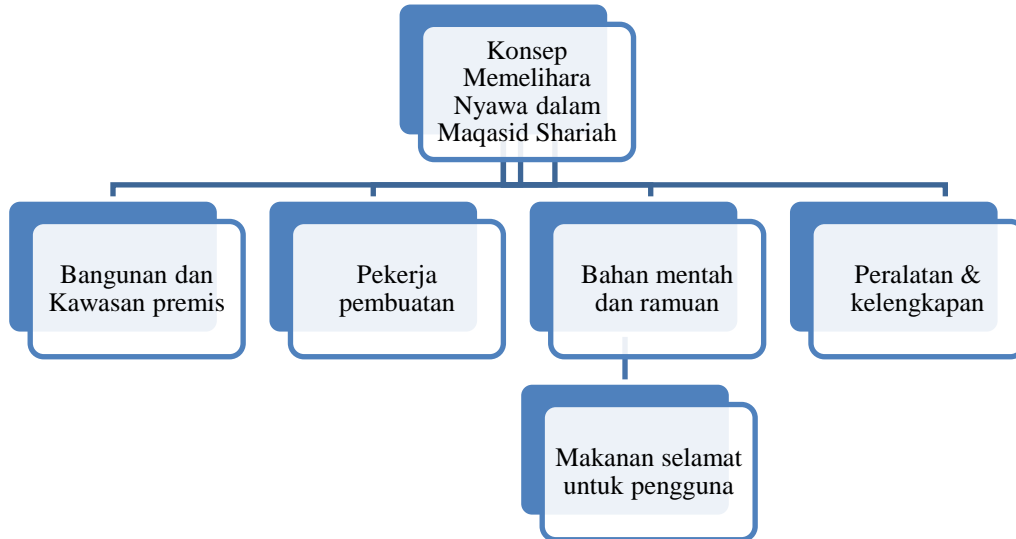 Konsep
Memelihara
Nyawa dalam
Maqasid Shariah
Bangunan dan
Kawasan premis
Pekerja
pembuatan
Bahan mentah
dan ramuan
Peralatan &
kelengkapan
Makanan selamat
untuk pengguna